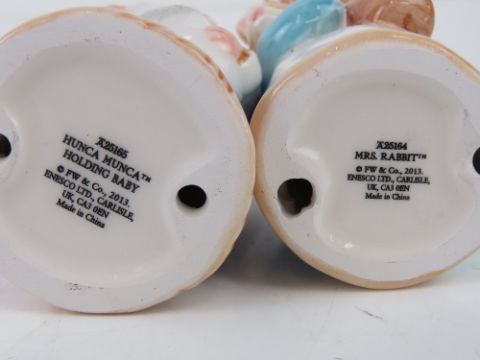 A25165
HUNCA MUNCA™
HOLDING BABY
© FW & Co., 2013.
ENESCO LTD., CARLISLE,
UK, CA3 0EN
Made in China
A25164
MRS. RABBIT™
© FW & Co., 2013.
ENESCO LTD., CARLISLE,
UK, CA3 0EN
Made in China